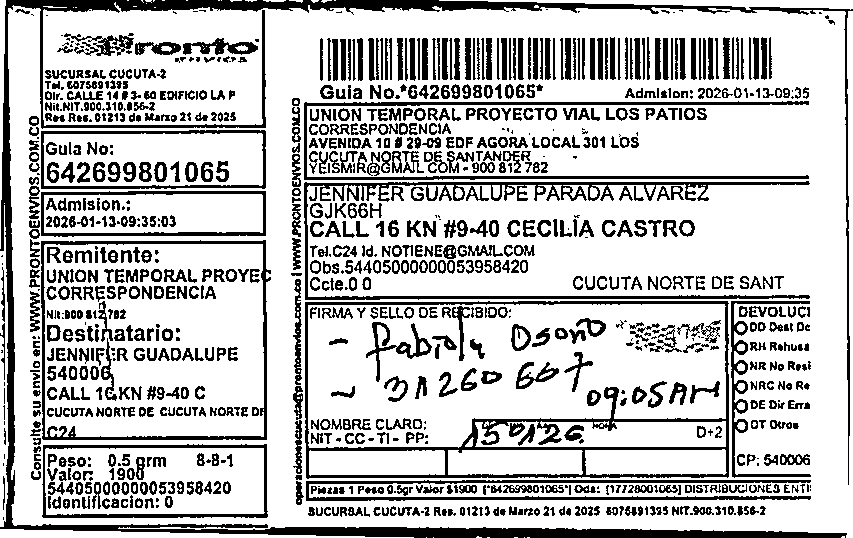 Pronto
envios
SUCURSAL CUCUTA-2
Tel. 6075891395
Dir. CALLE 14 # 3-60 EDIFICIO LA P
Nit.NIT.900.310.856-2
Res Res. 01213 de Marzo 21 de 2025
Guia No:
642699801065
Admision.:
2026-01-13-09:35:03
Remitente:
UNION TEMPORAL PROYEC
CORRESPONDENCIA
Nit:900 812 782
Destinatario:
JENNIFER GUADALUPE
540006
CALL 16 KN #9-40 C
CUCUTA NORTE DE CUCUTA NORTE DE
C24
Peso: 0.5 grm 8-8-1
Valor: 1900
54405000000053958420
Identificacion: 0
Consulte su envio en: WWW.PRONTOENVIOS.COM.CO
Guia No.*642699801065* Admision: 2026-01-13-09:35
UNION TEMPORAL PROYECTO VIAL LOS PATIOS
CORRESPONDENCIA
AVENIDA 10 # 29-09 EDF AGORA LOCAL 301 LOS
CUCUTA NORTE DE SANTANDER
YEISMIR@GMAIL COM - 900 812 782
JENNIFER GUADALUPE PARADA ALVAREZ
GJK66H
CALL 16 KN #9-40 CECILIA CASTRO
Tel.C24 Id. NOTIENE@GMAIL.COM
Obs.54405000000053958420
Ccte.0 0 CUCUTA NORTE DE SANT
operacionescucuta@prontoenvios.com.co | WWW.PRONTOENVIOS.COM.CO
FIRMA Y SELLO DE RECIBIDO:
- Fabiola Osorio
- 31260 667
09:05AM
NOMBRE CLARO:
NIT - CC - TI - PP:
150126
HORA
D+2
DEVOLUCI
DD Dest De
RH Rehusa
NR No Resi
NRC No Re
DE Dir Erra
OT Otros
CP: 540006
Piezas 1 Peso 0.5gr Valor $1900 [*642699801065*] Ods: [17728001065] DISTRIBUCIONES ENTI
SUCURSAL CUCUTA-2 Res. 01213 de Marzo 21 de 2025 6075891395 NIT.900.310.856-2